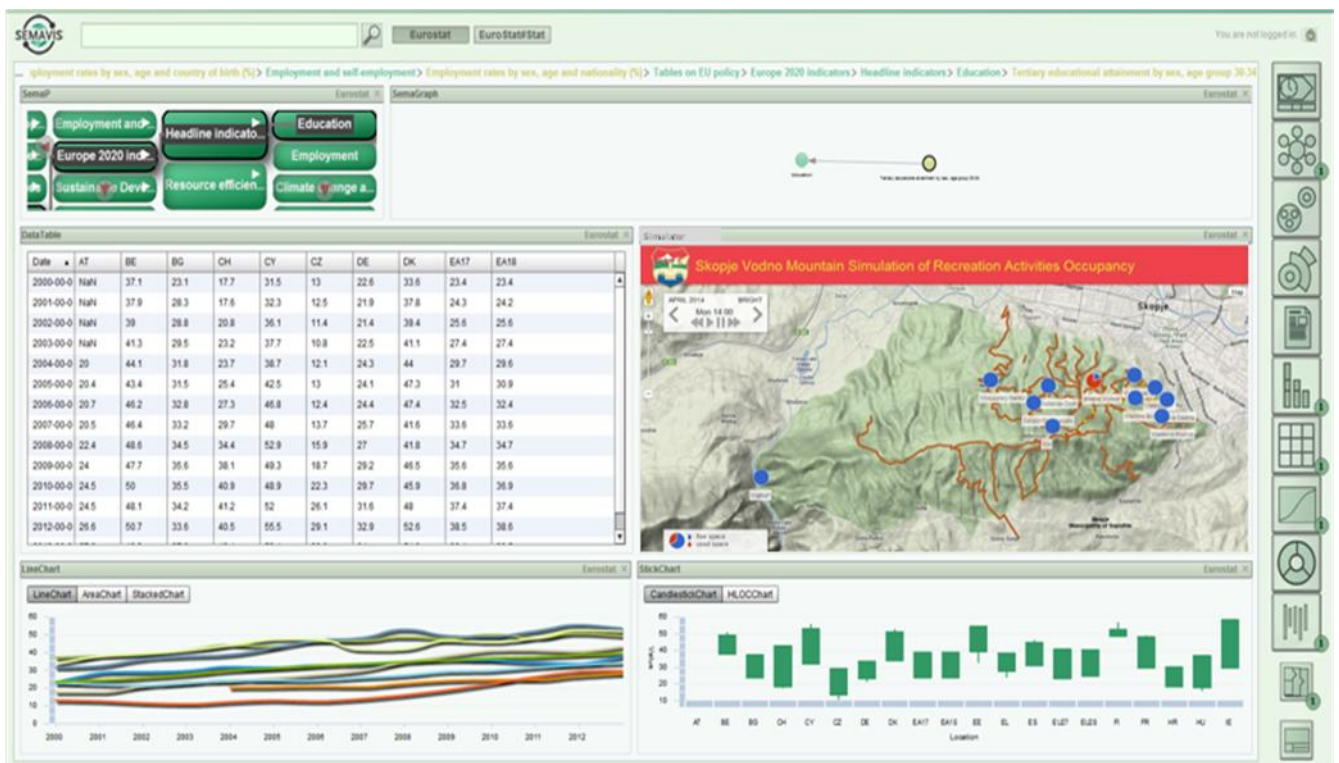 SEMAVIS
Eurostat EuroStat#Stat
You are not logged in.
... ployment rates by sex, age and country of birth (%)> Employment and self-employment> Employment rates by sex, age and nationality (%)> Tables on EU policy> Europe 2020 indicators> Headline indicators> Education> Tertiary educational attainment by sex, age group 30-34
SemaP Eurostat
SemaGraph Eurostat
Employment and... Headline indicato... Education
Europe 2020 indic... Employment
Resource efficien... Climate
Education
DataTable Eurostat
Date AT BE BG CH CY CZ DE DK EA17 EA18
2000-00-0 NaN 37.1 23.1 17.7 31.5 13 22.6 33.6 23.4 23.4
2001-00-0 NaN 37.9 28.3 17.6 32.3 12.5 21.9 37.8 24.3 24.2
2002-00-0 NaN 39 28.8 20.8 36.1 11.4 21.4 39.4 25.6 25.6
2003-00-0 NaN 41.3 29.5 23.2 37.7 10.8 22.5 41.1 27.4 27.4
2004-00-0 20 44.1 31.8 23.7 38.7 12.1 24.3 44 29.7 29.6
2005-00-0 20.4 43.4 31.5 25.4 42.5 13 24.1 47.3 31 30.9
2006-00-0 20.7 46.2 32.8 27.3 46.8 12.4 24.4 47.4 32.5 32.4
2007-00-0 20.5 46.4 33.2 29.7 48 13.7 25.7 41.6 33.6 33.6
2008-00-0 22.4 48.6 34.5 34.4 52.9 15.9 27 41.8 34.7 34.7
2009-00-0 24 47.7 35.6 38.1 49.3 18.7 29.2 46.5 35.6 35.6
2010-00-0 24.5 50 35.5 40.9 48.9 22.3 29.7 45.9 36.8 36.9
2011-00-0 24.5 48.1 34.2 41.2 52 26.1 31.6 48 37.4 37.4
2012-00-0 26.6 50.7 33.6 40.5 55.5 29.1 32.9 52.6 38.5 38.6
Simulator Eurostat
Skopje Vodno Mountain Simulation of Recreation Activities Occupancy
APRIL 2014 BRIGHT
Mon 14:00
Map
Skopje
Skopje
free space
used space
LineChart Eurostat
LineChart AreaChart StackedChart
60
50
40
30
20
10
0
2000 2001 2002 2003 2004 2005 2006 2007 2008 2009 2010 2011 2012
StickChart Eurostat
CandlestickChart HLOCChart
60
50
40
30
20
10
AT BE BG CH CY CZ DE DK EA17 EA18 EE EL ES EU27 EU28 FI FR HR HU IE
Location